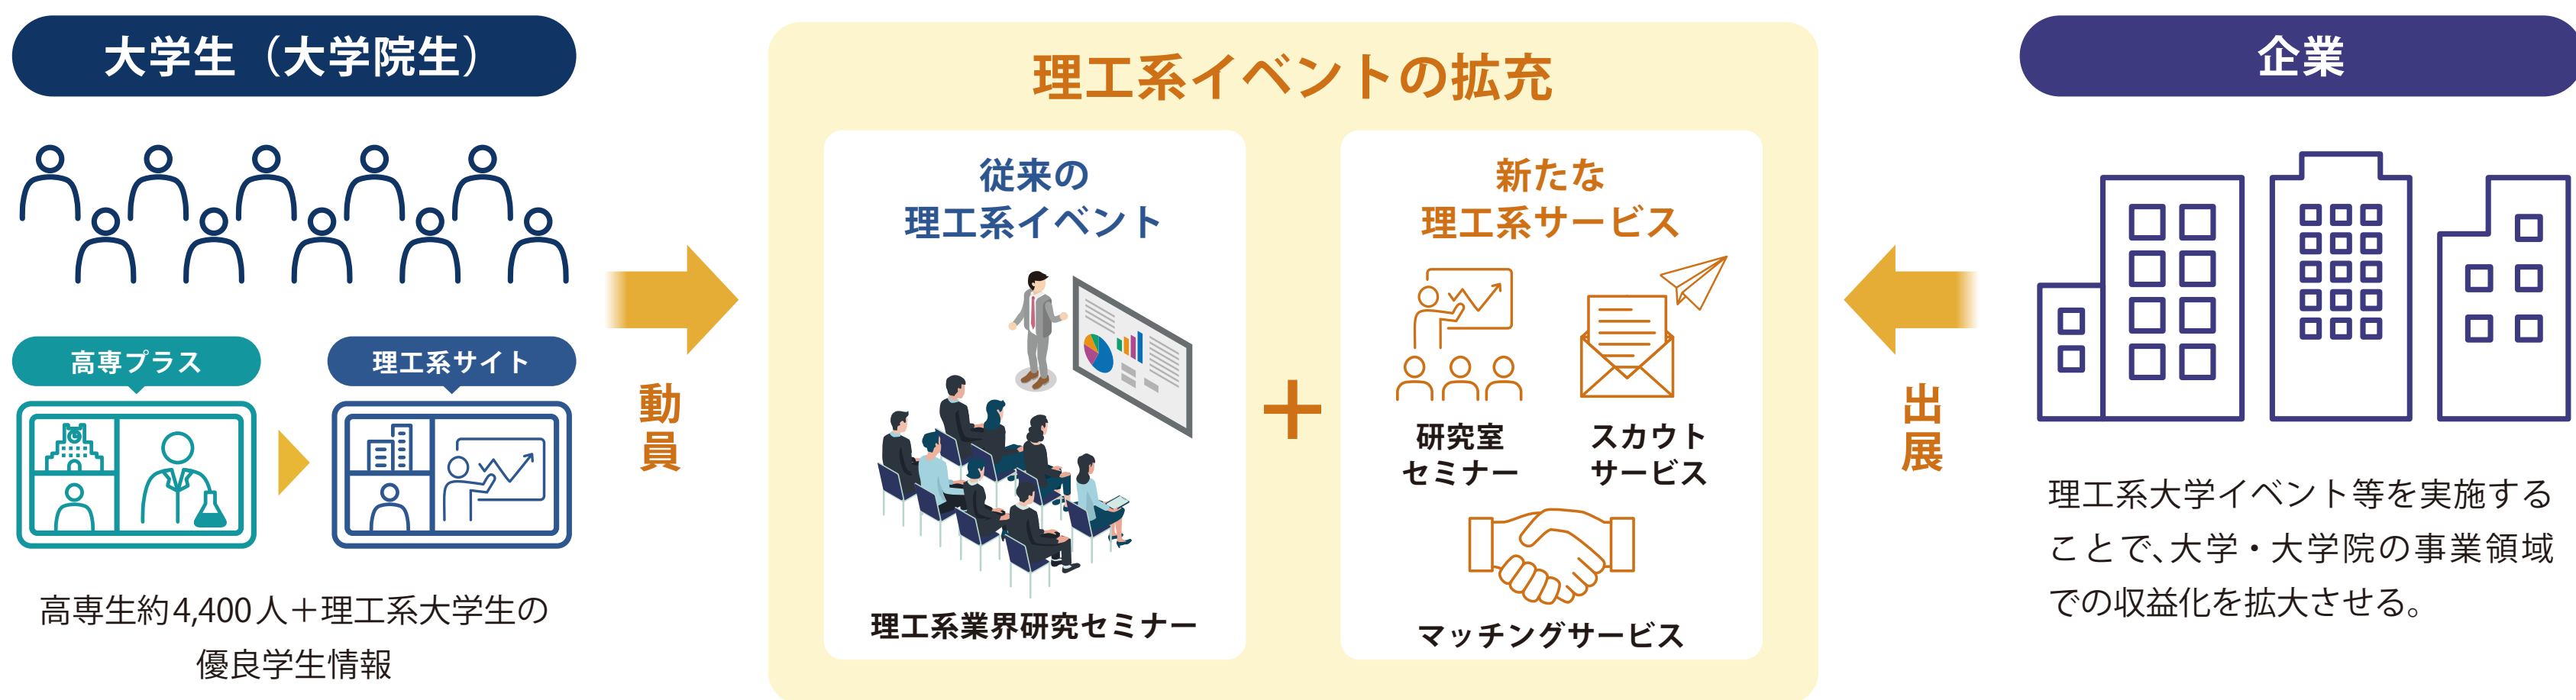 大学生（大学院生）
高専プラス
理工系サイト
高専生約4,400人＋理工系大学生の
優良学生情報
動員
理工系イベントの拡充
従来の
理工系イベント
理工系業界研究セミナー
＋
新たな
理工系サービス
研究室
セミナー
スカウト
サービス
マッチングサービス
出展
企業
理工系大学イベント等を実施する
ことで、大学・大学院の事業領域
での収益化を拡大させる。